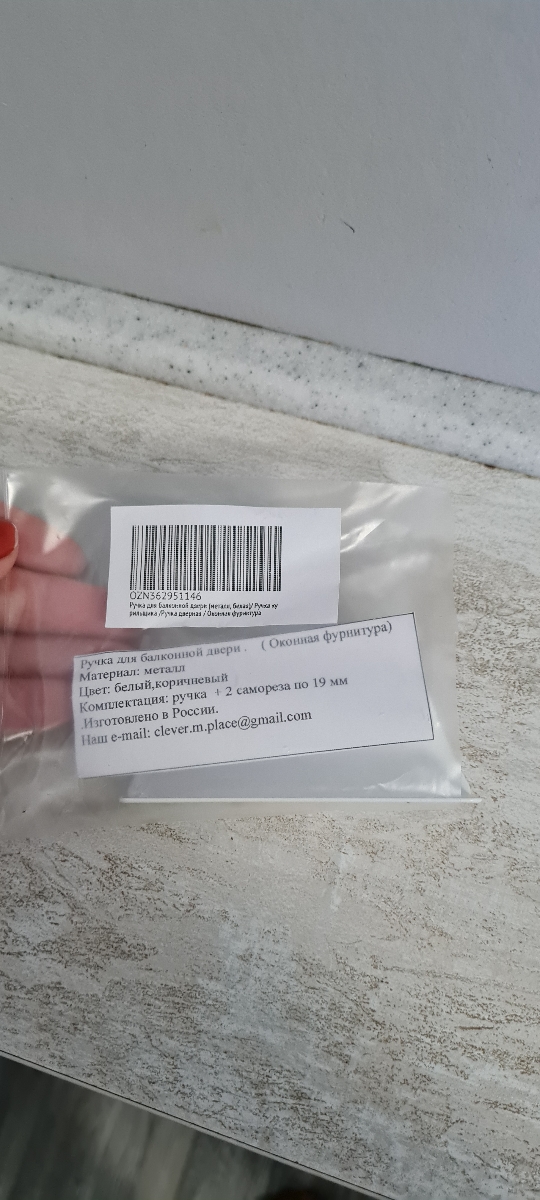 OZN362951146
Ручка для балконной двери (металл, белая)/ Ручка ку
рильщика /Ручка дверная / Оконная фурнитура
Ручка для балконной двери . ( Оконная фурнитура)
Материал: металл
Цвет: белый,коричневый
Комплектация: ручка + 2 самореза по 19 мм
.Изготовлено в России.
Наш e-mail: clever.m.place@gmail.com